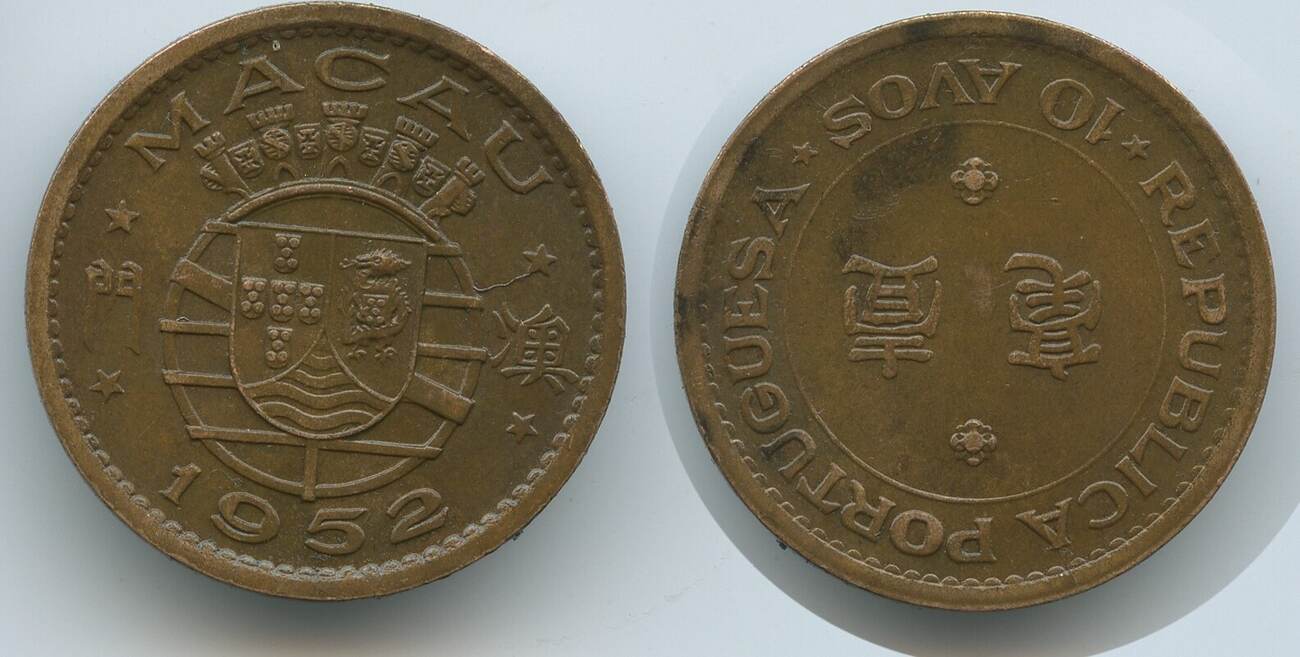 MACAU
澳門
1952
REPUBLICA PORTUGUESA
10 AVOS
壹毫